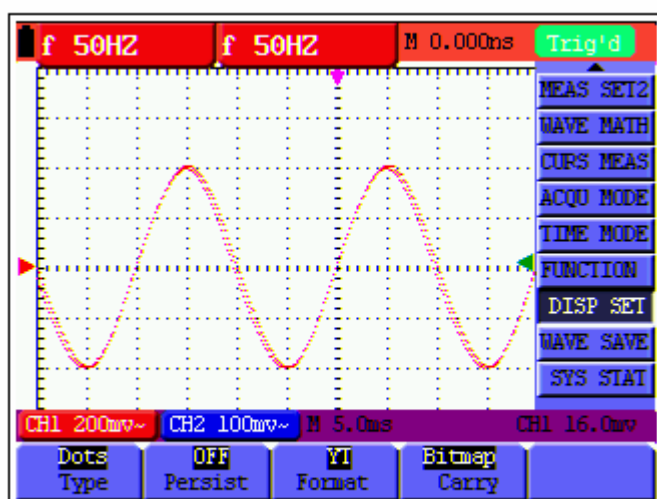 f 50HZ f 50HZ M 0.000ns Trig'd
MEAS SET2
WAVE MATH
CURS MEAS
ACQU MODE
TIME MODE
FUNCTION
DISP SET
WAVE SAVE
SYS STAT
CH1 200mv~ CH2 100mv~ M 5.0ms CH1 16.0mv
Dots OFF YT Bitmap
Type Persist Format Carry